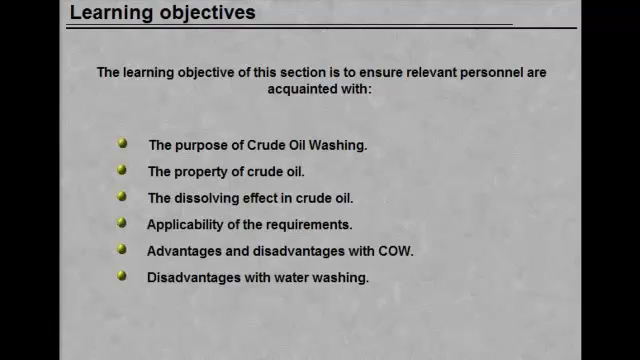 Learning objectives
The learning objective of this section is to ensure relevant personnel are
acquainted with:
The purpose of Crude Oil Washing.
The property of crude oil.
The dissolving effect in crude oil.
Applicability of the requirements.
Advantages and disadvantages with COW.
Disadvantages with water washing.